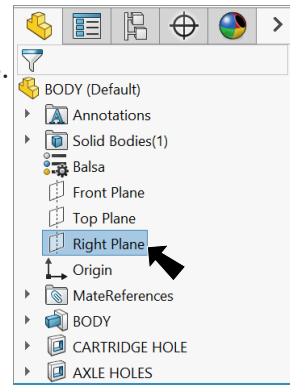 BODY (Default)
Annotations
Solid Bodies(1)
Balsa
Front Plane
Top Plane
Right Plane
Origin
MateReferences
BODY
CARTRIDGE HOLE
AXLE HOLES